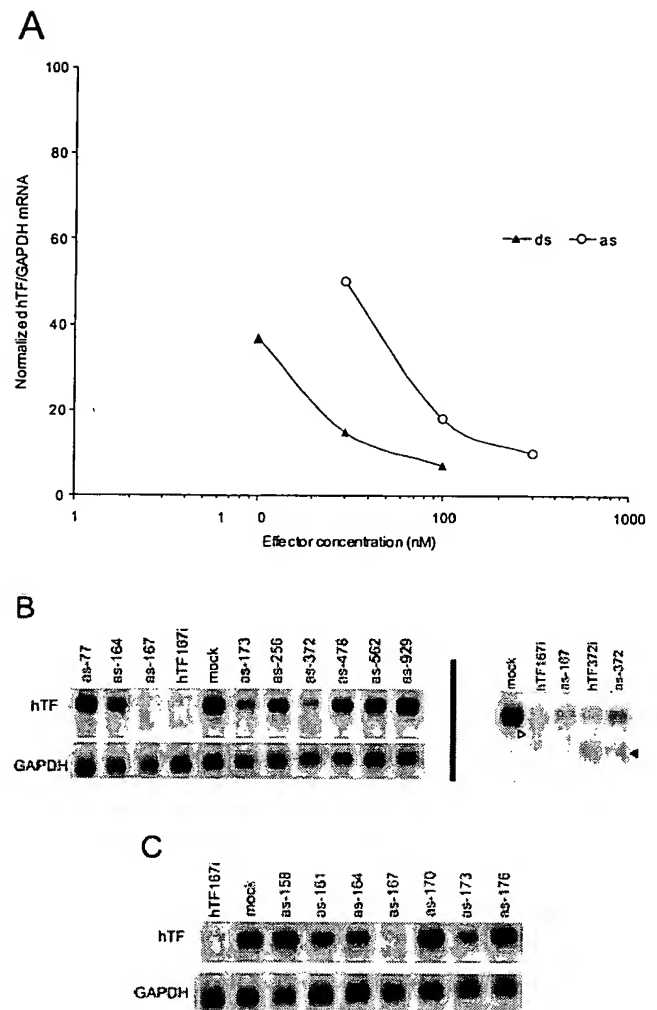 A
100
80
60
40
20
0
Normalized hTF/GAPDH mRNA
ds as
1 1 0 100 1000
Effector concentration (nM)
B
as-77 as-164 as-167 hTF167i mock as-173 as-256 as-372 as-476 as-562 as-929
hTF
GAPDH
mock hTF167i as-167 hTF372i as-372
C
hTF167i mock as-158 as-161 as-164 as-167 as-170 as-173 as-176
hTF
GAPDH